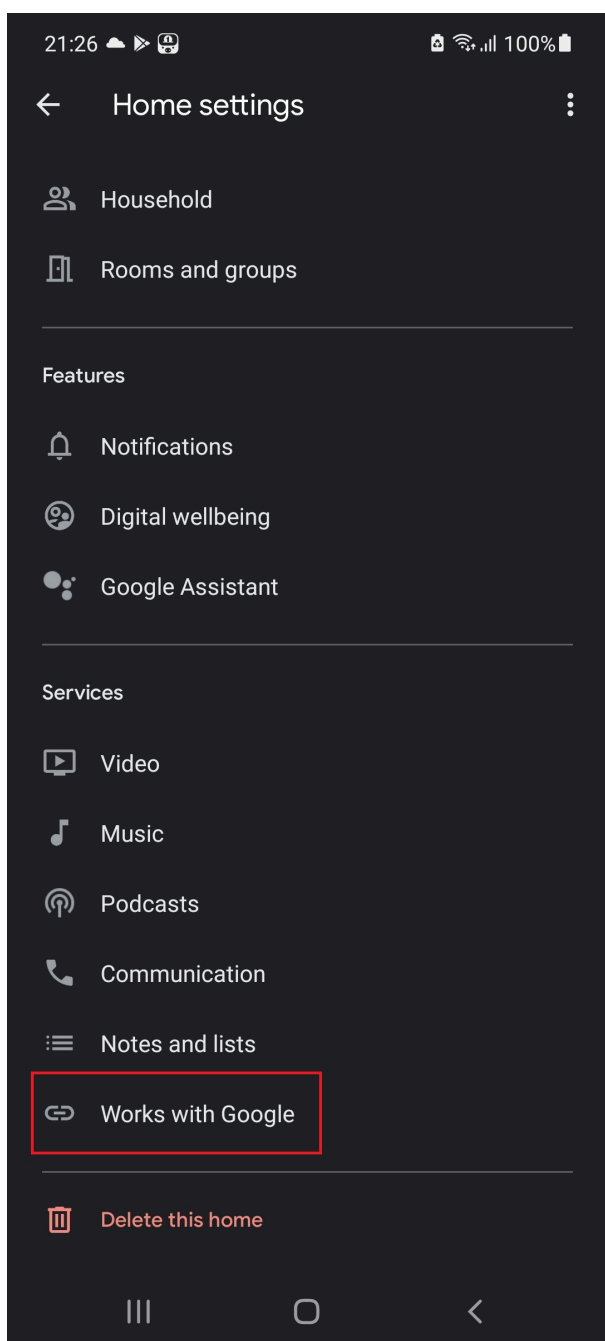 21:26 100%
Home settings
Household
Rooms and groups
Features
Notifications
Digital wellbeing
Google Assistant
Services
Video
Music
Podcasts
Communication
Notes and lists
Works with Google
Delete this home